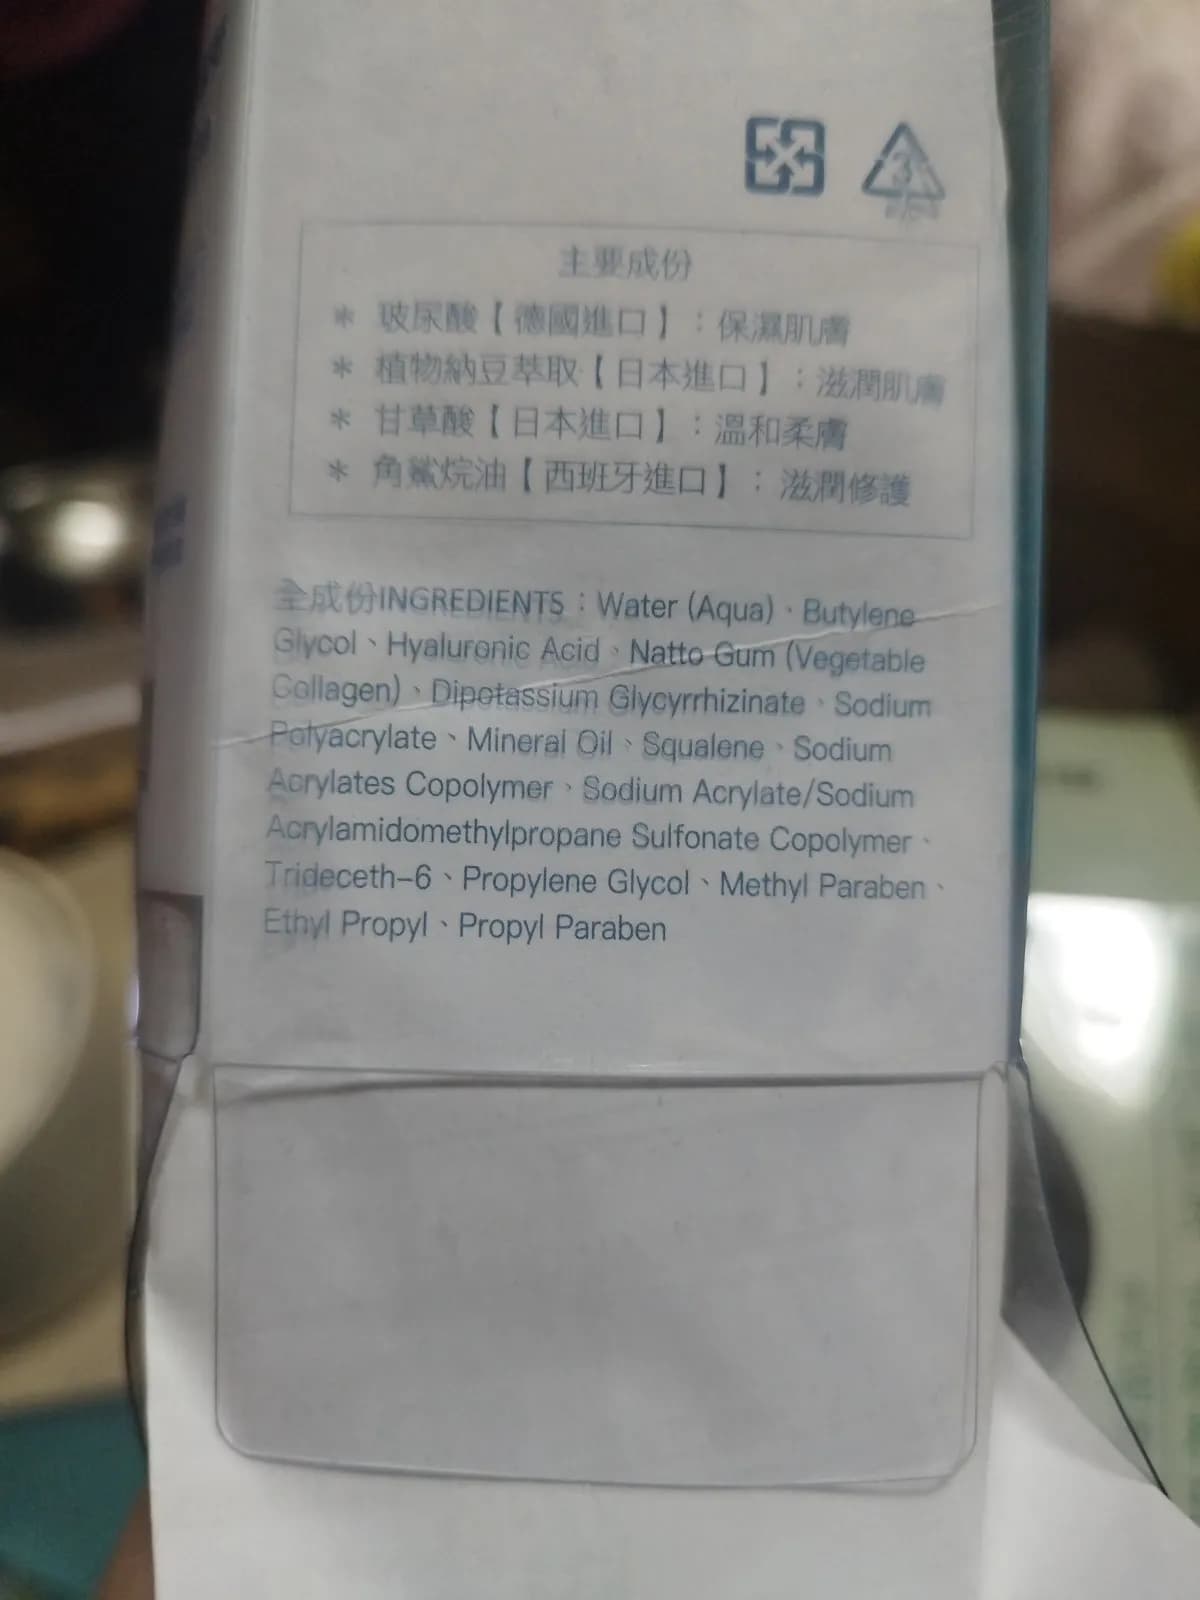 3
主要成份
* 玻尿酸【德國進口】：保濕肌膚
* 植物納豆萃取【日本進口】：滋潤肌膚
* 甘草酸【日本進口】：溫和柔膚
* 角鯊烷油【西班牙進口】：滋潤修護
全成份INGREDIENTS：Water (Aqua)、Butylene
Glycol、Hyaluronic Acid、Natto Gum (Vegetable
Collagen)、Dipotassium Glycyrrhizinate、Sodium
Polyacrylate、Mineral Oil、Squalene、Sodium
Acrylates Copolymer、Sodium Acrylate/Sodium
Acrylamidomethylpropane Sulfonate Copolymer、
Trideceth-6、Propylene Glycol、Methyl Paraben、
Ethyl Propyl、Propyl Paraben